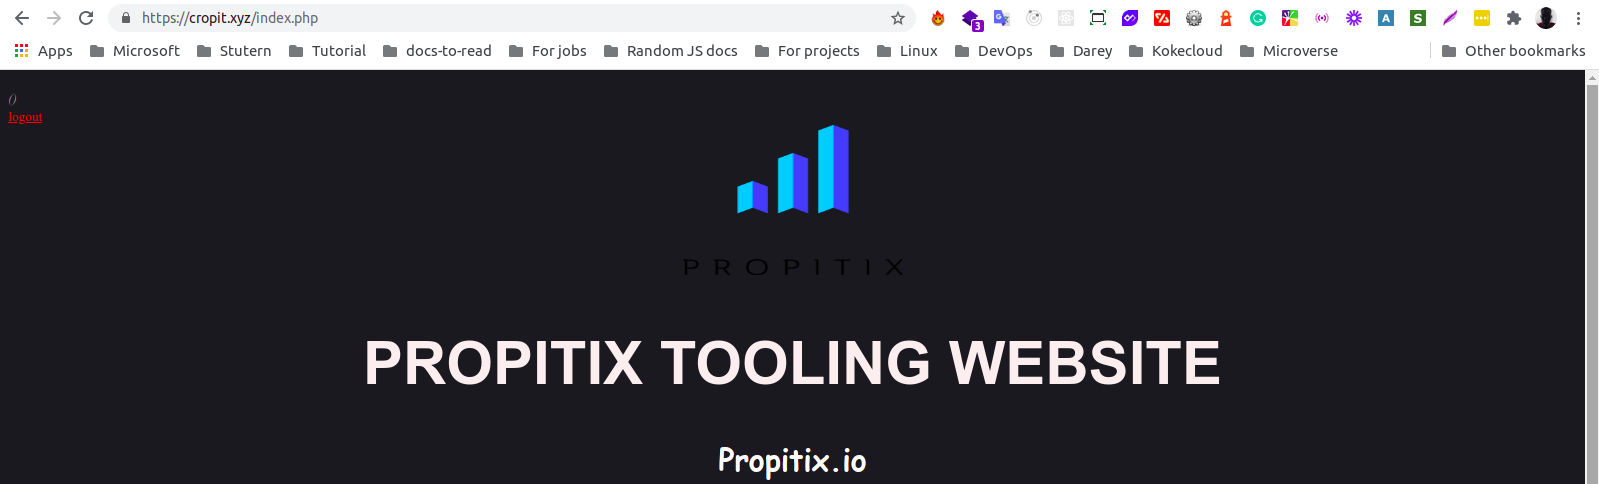 https://cropit.xyz/index.php
3
Apps Microsoft Stutern Tutorial docs-to-read For jobs Random JS docs For projects Linux DevOps Darey Kokecloud Microverse Other bookmarks
()
logout
PROPITIX
PROPITIX TOOLING WEBSITE
Propitix.io